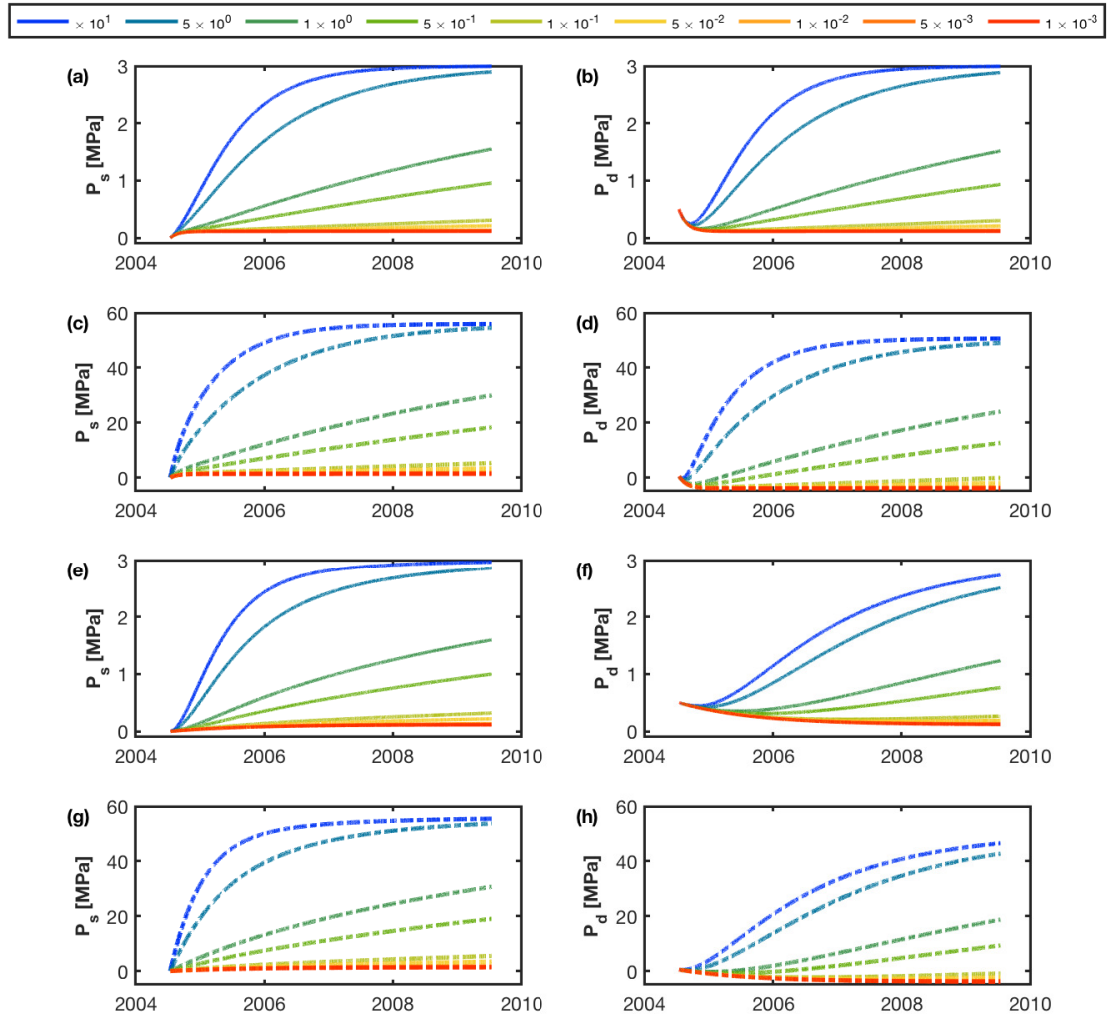 × 10¹ 5 × 10⁰ 1 × 10⁰ 5 × 10⁻¹ 1 × 10⁻¹ 5 × 10⁻² 1 × 10⁻² 5 × 10⁻³ 1 × 10⁻³
(a) P_s [MPa] 3 2 1 0
2004 2006 2008 2010
(b) P_d [MPa] 3 2 1 0
2004 2006 2008 2010
(c) P_s [MPa] 60 40 20 0
2004 2006 2008 2010
(d) P_d [MPa] 60 40 20 0
2004 2006 2008 2010
(e) P_s [MPa] 3 2 1 0
2004 2006 2008 2010
(f) P_d [MPa] 3 2 1 0
2004 2006 2008 2010
(g) P_s [MPa] 60 40 20 0
2004 2006 2008 2010
(h) P_d [MPa] 60 40 20 0
2004 2006 2008 2010